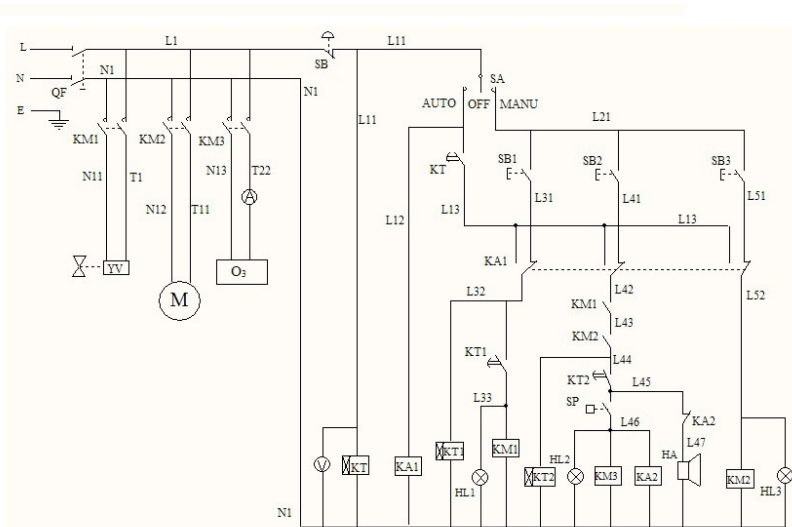 L L1 L11
SB
N N1
QF
N1
SA
AUTO OFF MANU
E
L11
L21
KM1 KM2 KM3
KT
SB1 SB2 SB3
N11 T1 N13 T22
A
L31 L41 L51
N12 T11
L12
L13 L13
YV
O3
KA1
M
L32
L42 L52
KM1
L43
KM2
KT1
L44
KT2 L45
L33
SP
KA2
L46
L47
V KT KA1 KT1 KM1
HL2
HA
HL1
KT2 KM3 KA2 KM2 HL3
N1